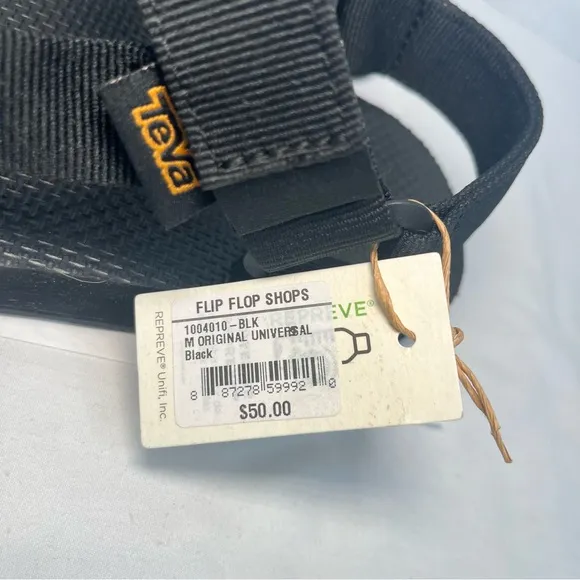 Teva
FLIP FLOP SHOPS
1004010-BLK
M ORIGINAL UNIVERSAL
Black
8 87278 59992 0
$50.00
REPREVE®
REPREVE® Unifi, Inc.